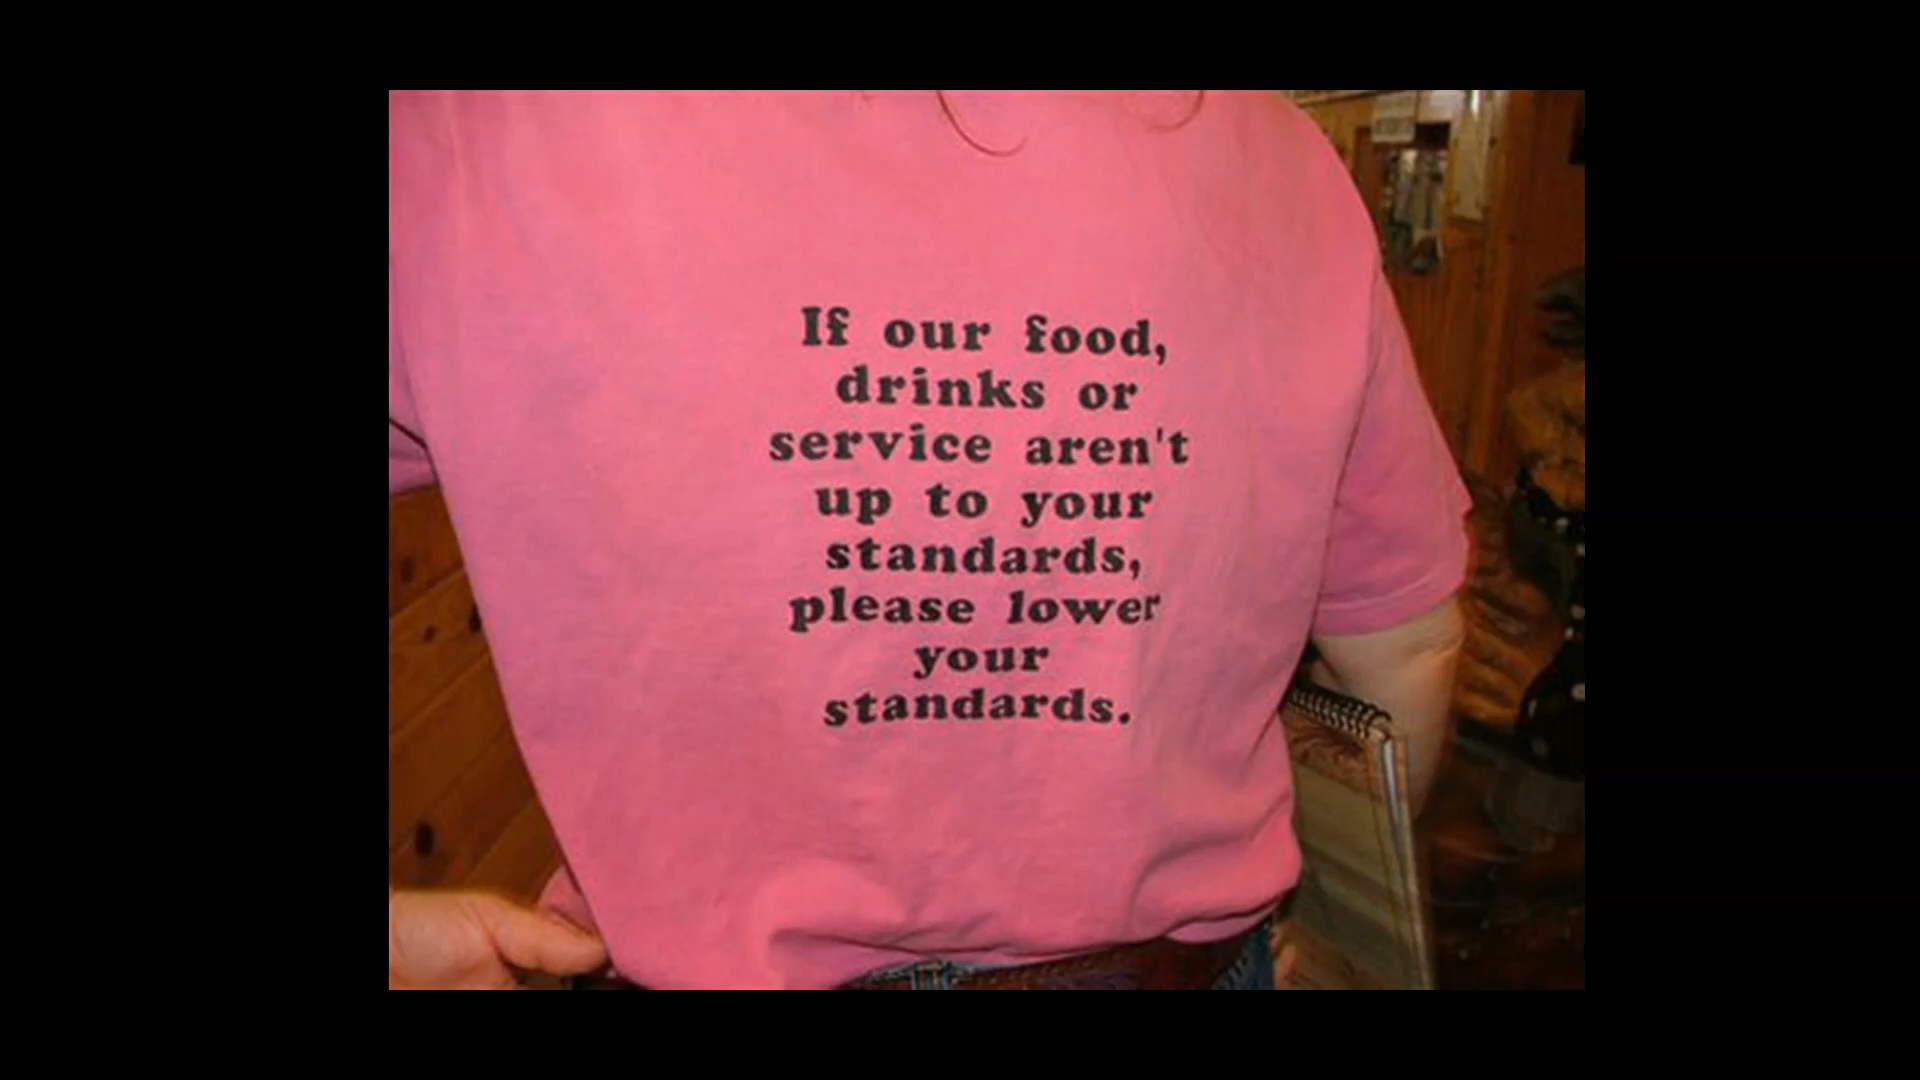 If our food,
drinks or
service aren't
up to your
standards,
please lower
your
standards.